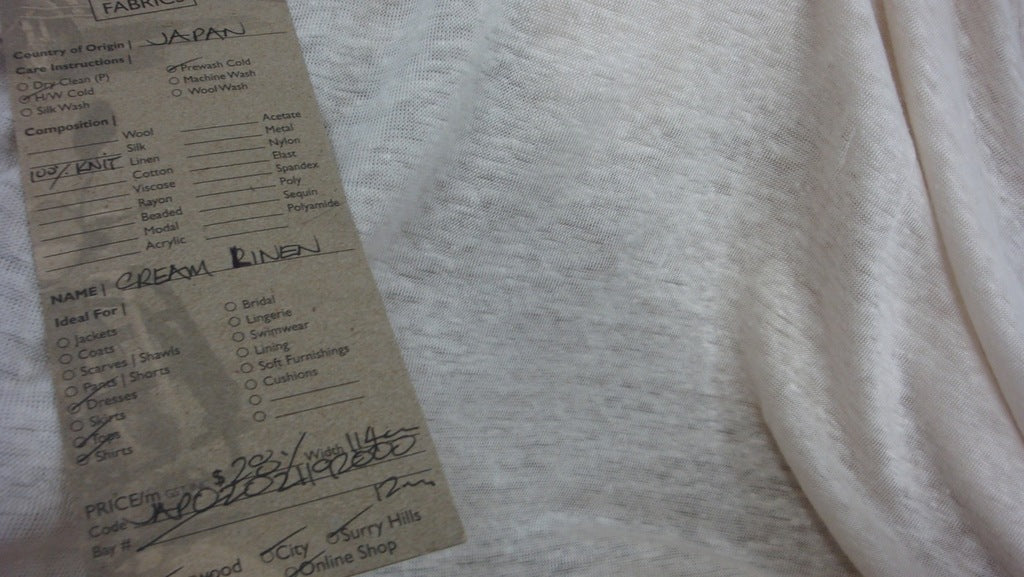 FABRICS
Country of Origin | JAPAN
Care Instructions |
Dry Clean (P)
H/W Cold
Silk Wash
Prewash Cold
Machine Wash
Wool Wash
Composition |
Wool
Silk
100% KNIT Linen
Cotton
Viscose
Rayon
Beaded
Modal
Acrylic
Acetate
Metal
Nylon
Elast
Spandex
Poly
Sequin
Polyamide
NAME | CREAM LINEN
Ideal For |
Jackets
Coats
Scarves | Shawls
Pants | Shorts
Dresses
Skirts
Tops
Shirts
Bridal
Lingerie
Swimwear
Lining
Soft Furnishings
Cushions
PRICE/m $ Width 114cm
Code
Bay # 12m
City
Surry Hills
Online Shop